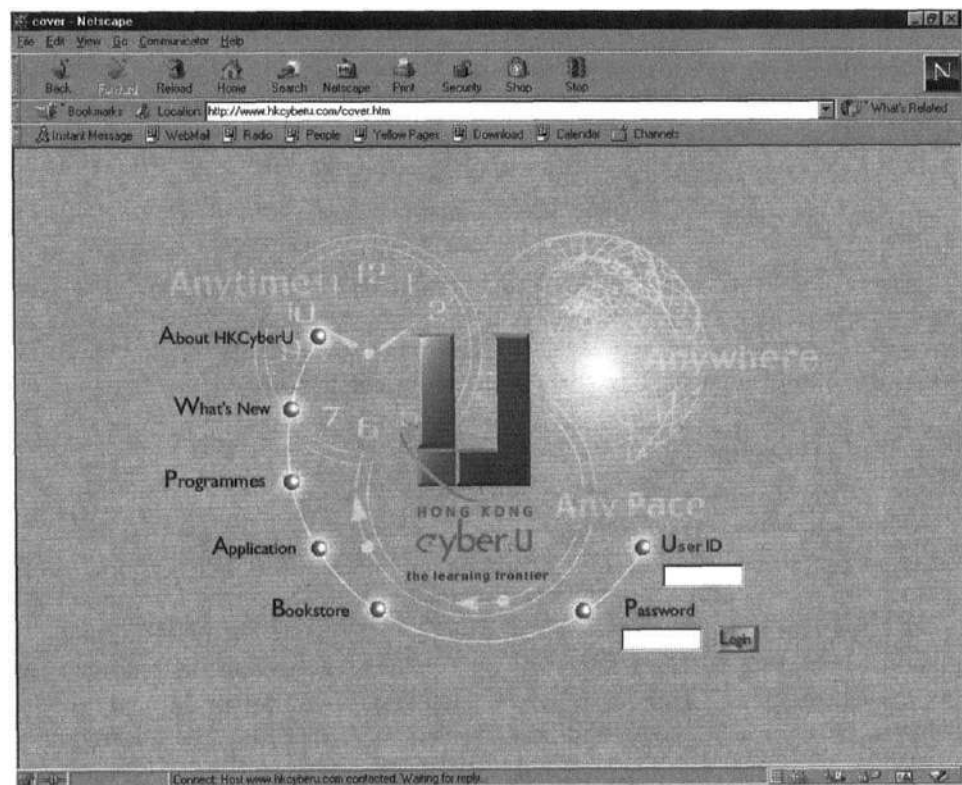 cover - Netscape
File Edit View Go Communicator Help
Back Forward Reload Home Search Netscape Print Security Shop Stop
Bookmarks Location: http://www.hkcyberu.com/cover.htm What's Related
Instant Message WebMail Radio People Yellow Pages Download Calendar Channels
Anytime
11 12 1
10
9
3
7 6 5
About HKCyberU
Anywhere
What's New
Programmes
Any Pace
HONG KONG
cyber.U
the learning frontier
Application
User ID
Bookstore
Password
Login
Connect: Host www.hkcyberu.com contacted. Waiting for reply...